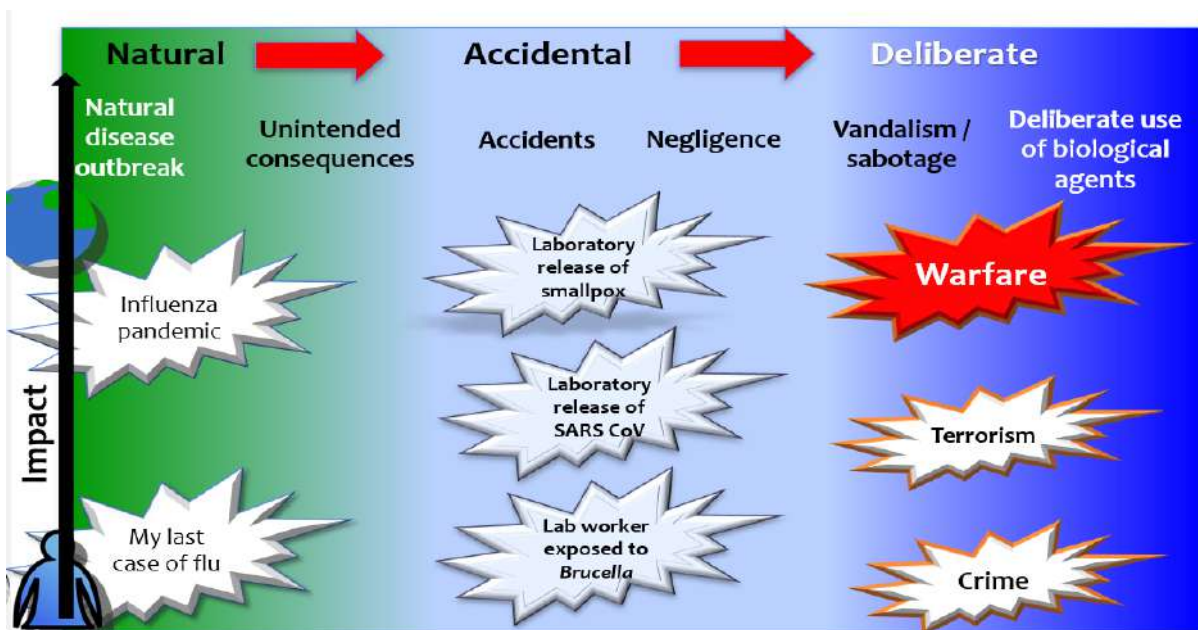 Natural
Accidental
Deliberate
Natural
disease
outbreak
Unintended
consequences
Accidents
Negligence
Vandalism /
sabotage
Deliberate use
of biological
agents
Impact
Influenza
pandemic
Laboratory
release of
smallpox
Warfare
Laboratory
release of
SARS CoV
Terrorism
My last
case of flu
Lab worker
exposed to
Brucella
Crime